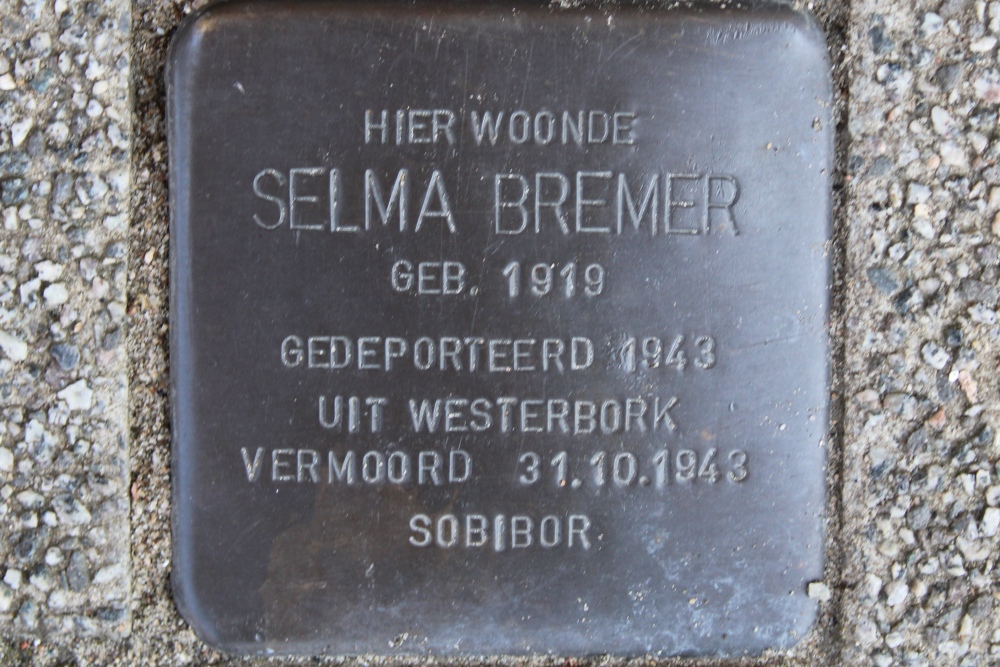 HIER WOONDE
SELMA BREMER
GEB. 1919
GEDEPORTEERD 1943
UIT WESTERBORK
VERMOORD 31.10.1943
SOBIBOR